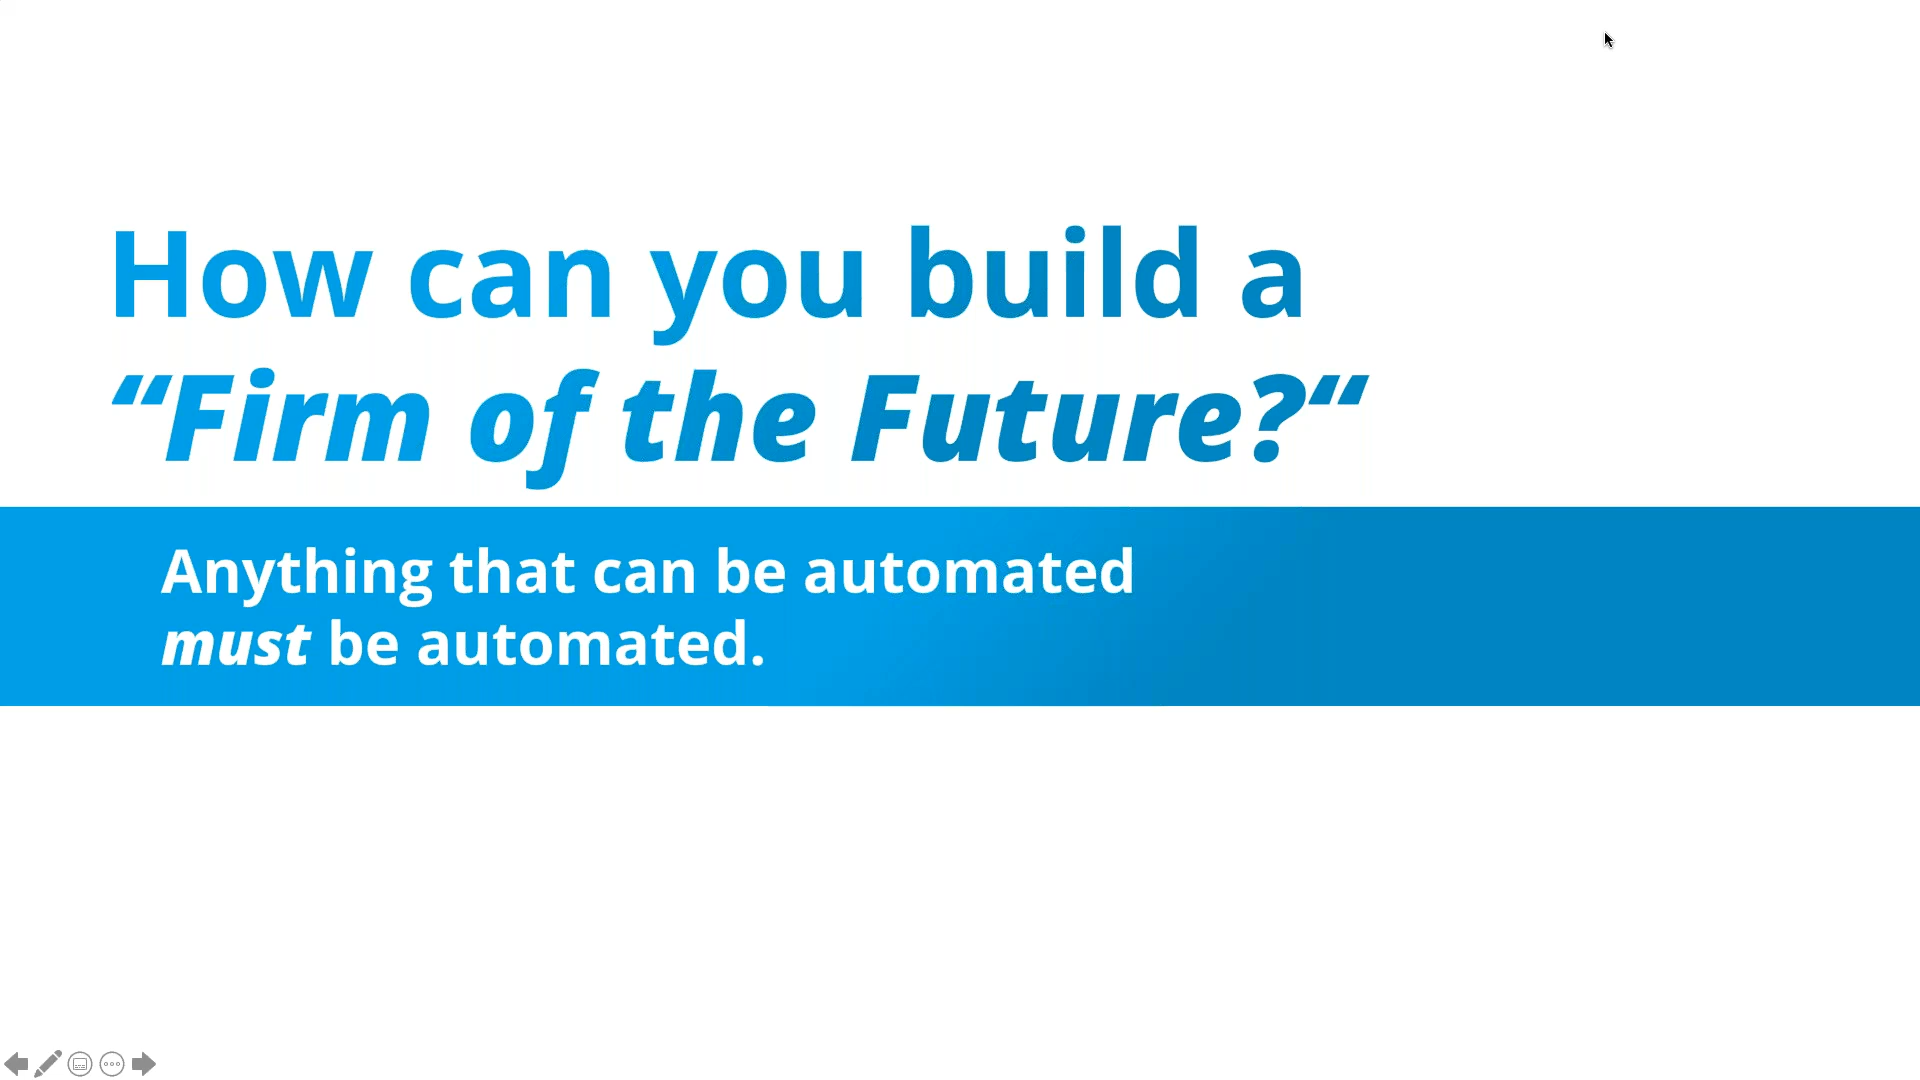 How can you build a
“Firm of the Future?“
Anything that can be automated
must be automated.